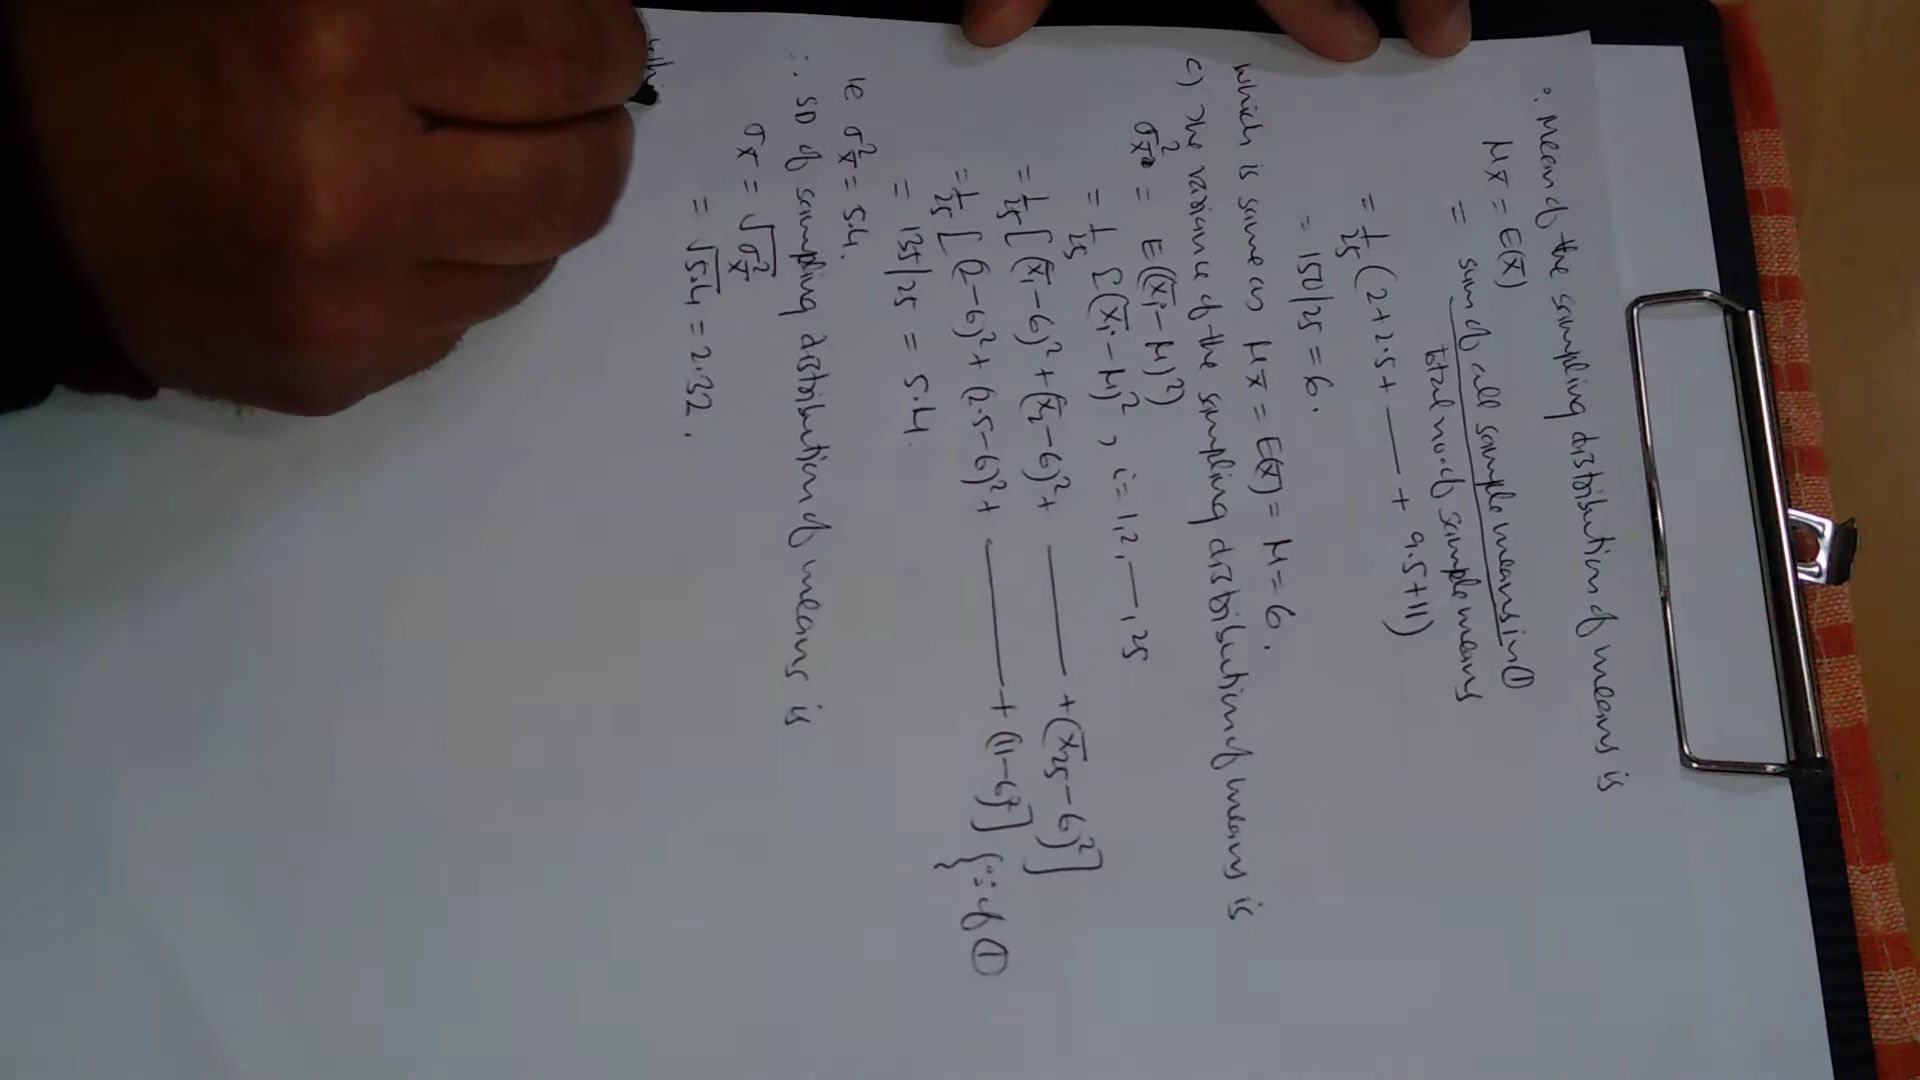 ∴ Mean of the sampling distribution of means is
μx̄ = E(x̄)
= sum of all sample means in ①
total no. of sample means
= 1/25 (2+2.5+ —— + 9.5+11)
= 150/25 = 6.
which is same as μx̄ = E(x̄) = μ = 6.
c) The variance of the sampling distribution of means is
σ²x̄ = E((x̄i - μ)²)
= 1/25 Σ(x̄i - μ)², i = 1,2, — , 25
= 1/25 [(x̄1-6)² + (x̄2-6)² + —— + (x̄25-6)²]
= 1/25 [(2-6)² + (2.5-6)² + —— + (11-6)²] {∵ of ①}
= 135/25 = 5.4.
ie σ²x̄ = 5.4.
∴ SD of sampling distribution of means is
σx̄ = √σ²x̄
= √5.4 = 2.32.